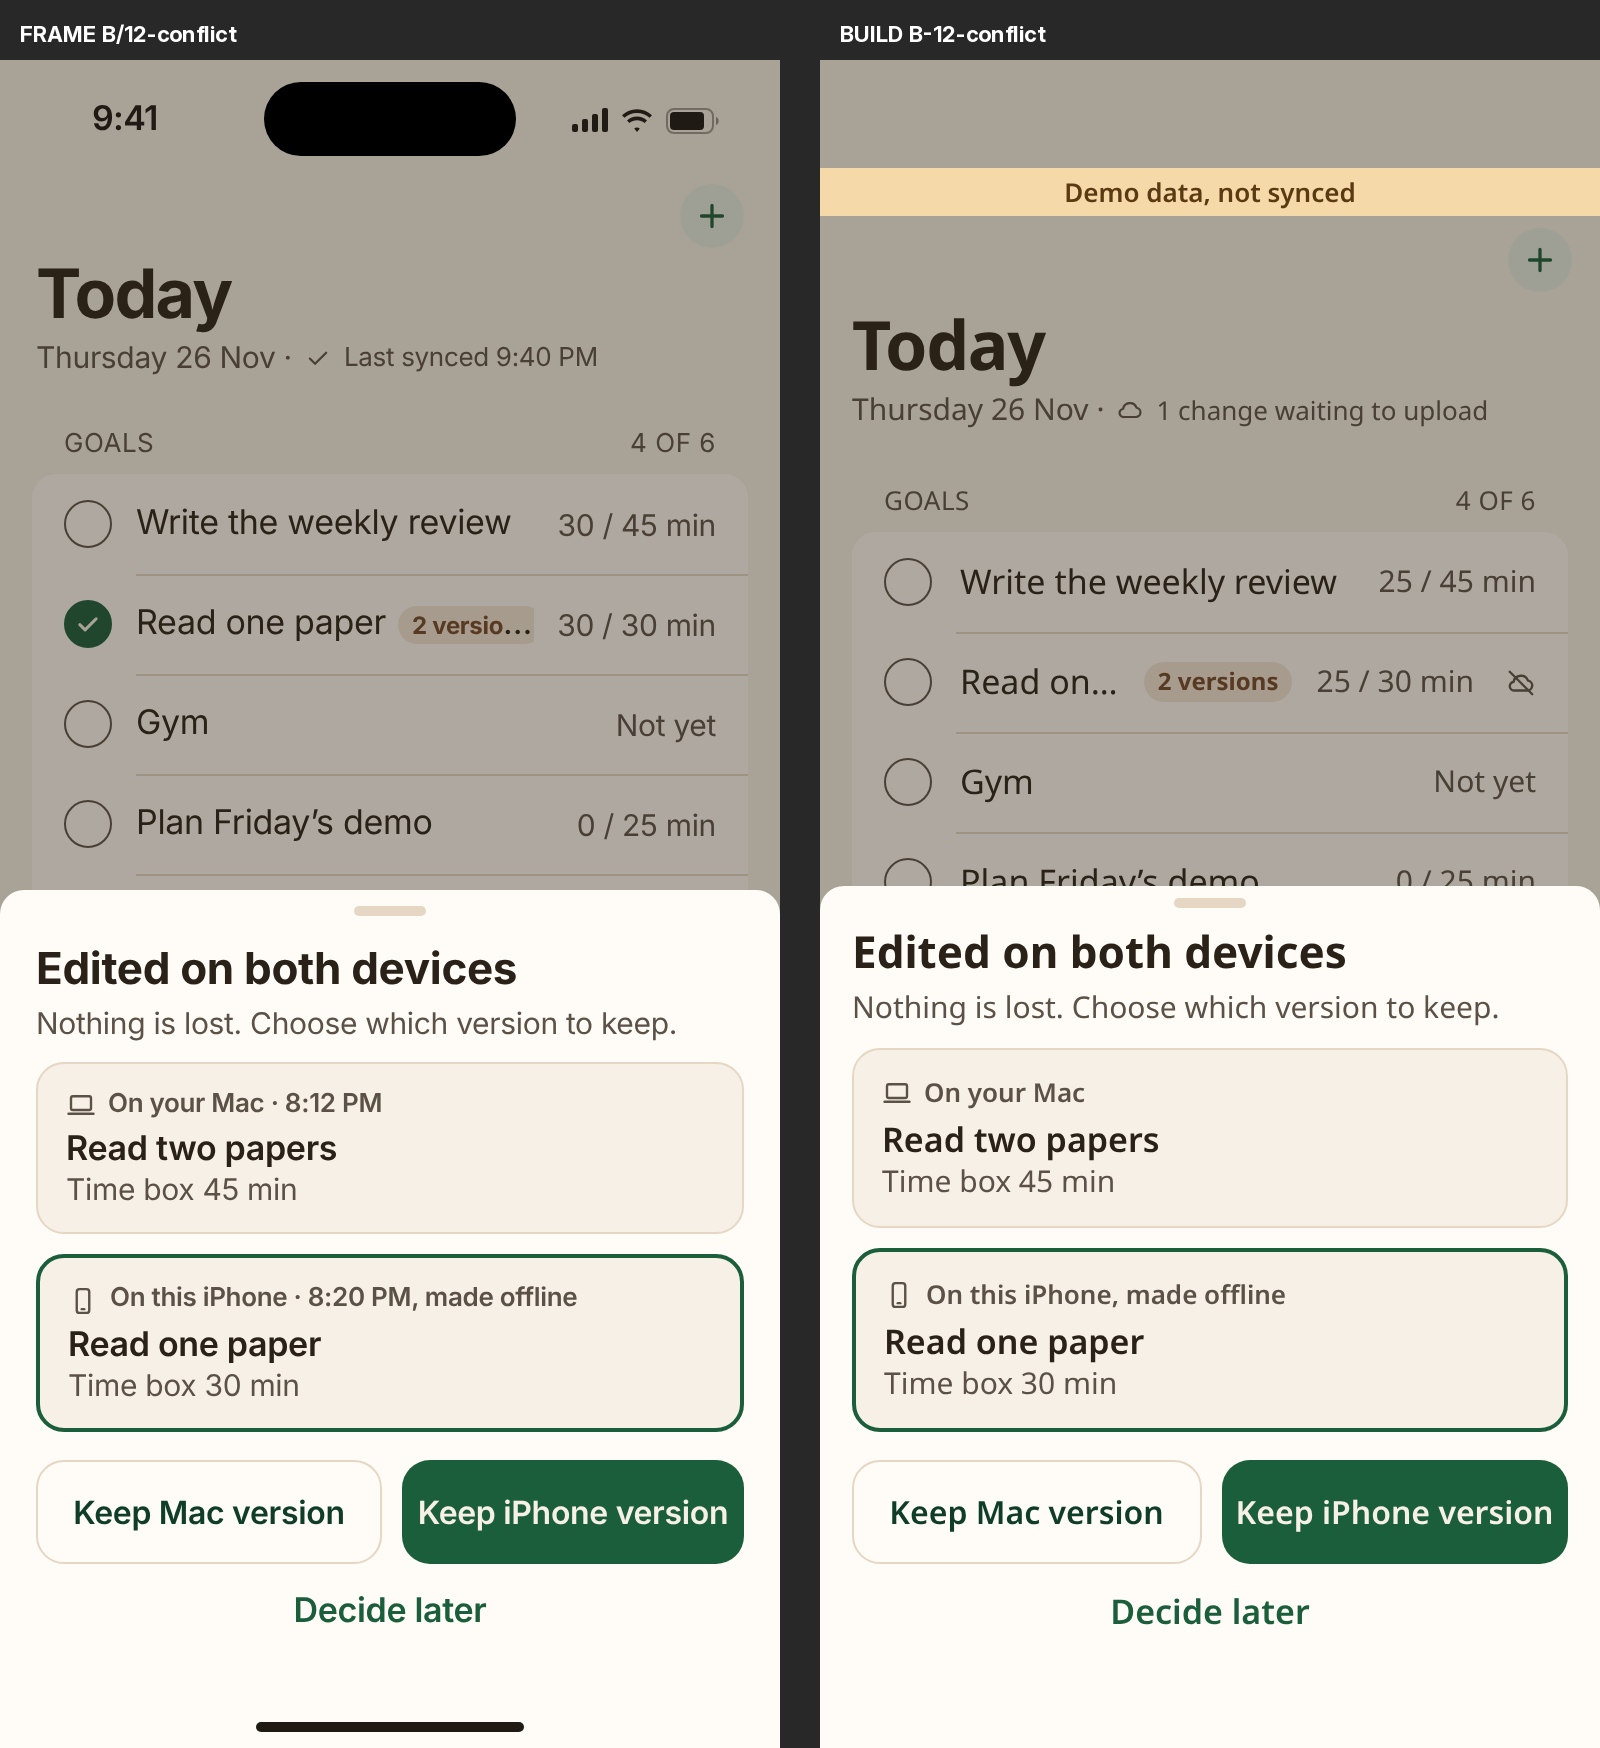 FRAME B/12-conflict
9:41
Today
Thursday 26 Nov · Last synced 9:40 PM
GOALS 4 OF 6
Write the weekly review 30 / 45 min
Read one paper 2 versio... 30 / 30 min
Gym Not yet
Plan Friday’s demo 0 / 25 min
Edited on both devices
Nothing is lost. Choose which version to keep.
On your Mac · 8:12 PM
Read two papers
Time box 45 min
On this iPhone · 8:20 PM, made offline
Read one paper
Time box 30 min
Keep Mac version Keep iPhone version
Decide later
BUILD B-12-conflict
Demo data, not synced
Today
Thursday 26 Nov · 1 change waiting to upload
GOALS 4 OF 6
Write the weekly review 25 / 45 min
Read on... 2 versions 25 / 30 min
Gym Not yet
Plan Friday’s demo 0 / 25 min
Edited on both devices
Nothing is lost. Choose which version to keep.
On your Mac
Read two papers
Time box 45 min
On this iPhone, made offline
Read one paper
Time box 30 min
Keep Mac version Keep iPhone version
Decide later